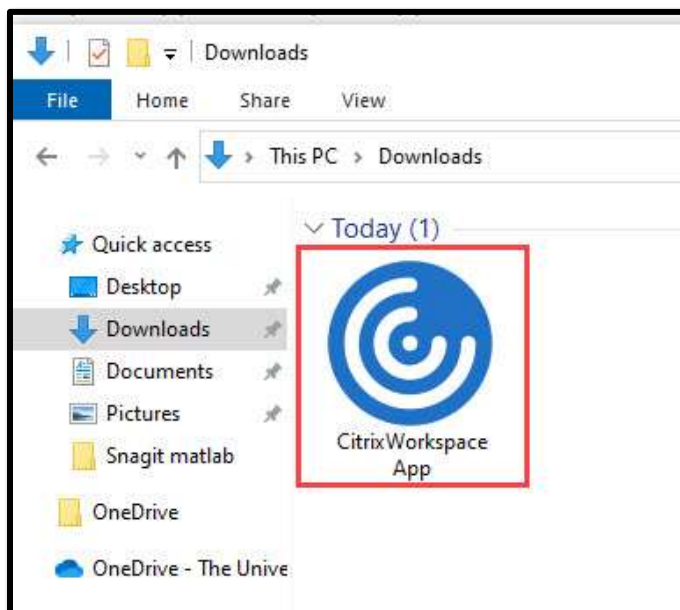 Downloads
File Home Share View
This PC > Downloads
Today (1)
Quick access
Desktop
Downloads
Documents
Pictures
Snagit matlab
OneDrive
OneDrive - The Unive
CitrixWorkspace
App